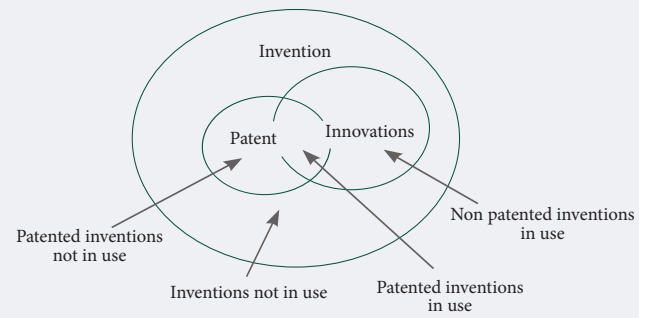 Invention
Patent
Innovations
Non patented inventions
in use
Patented inventions
not in use
Inventions not in use
Patented inventions
in use